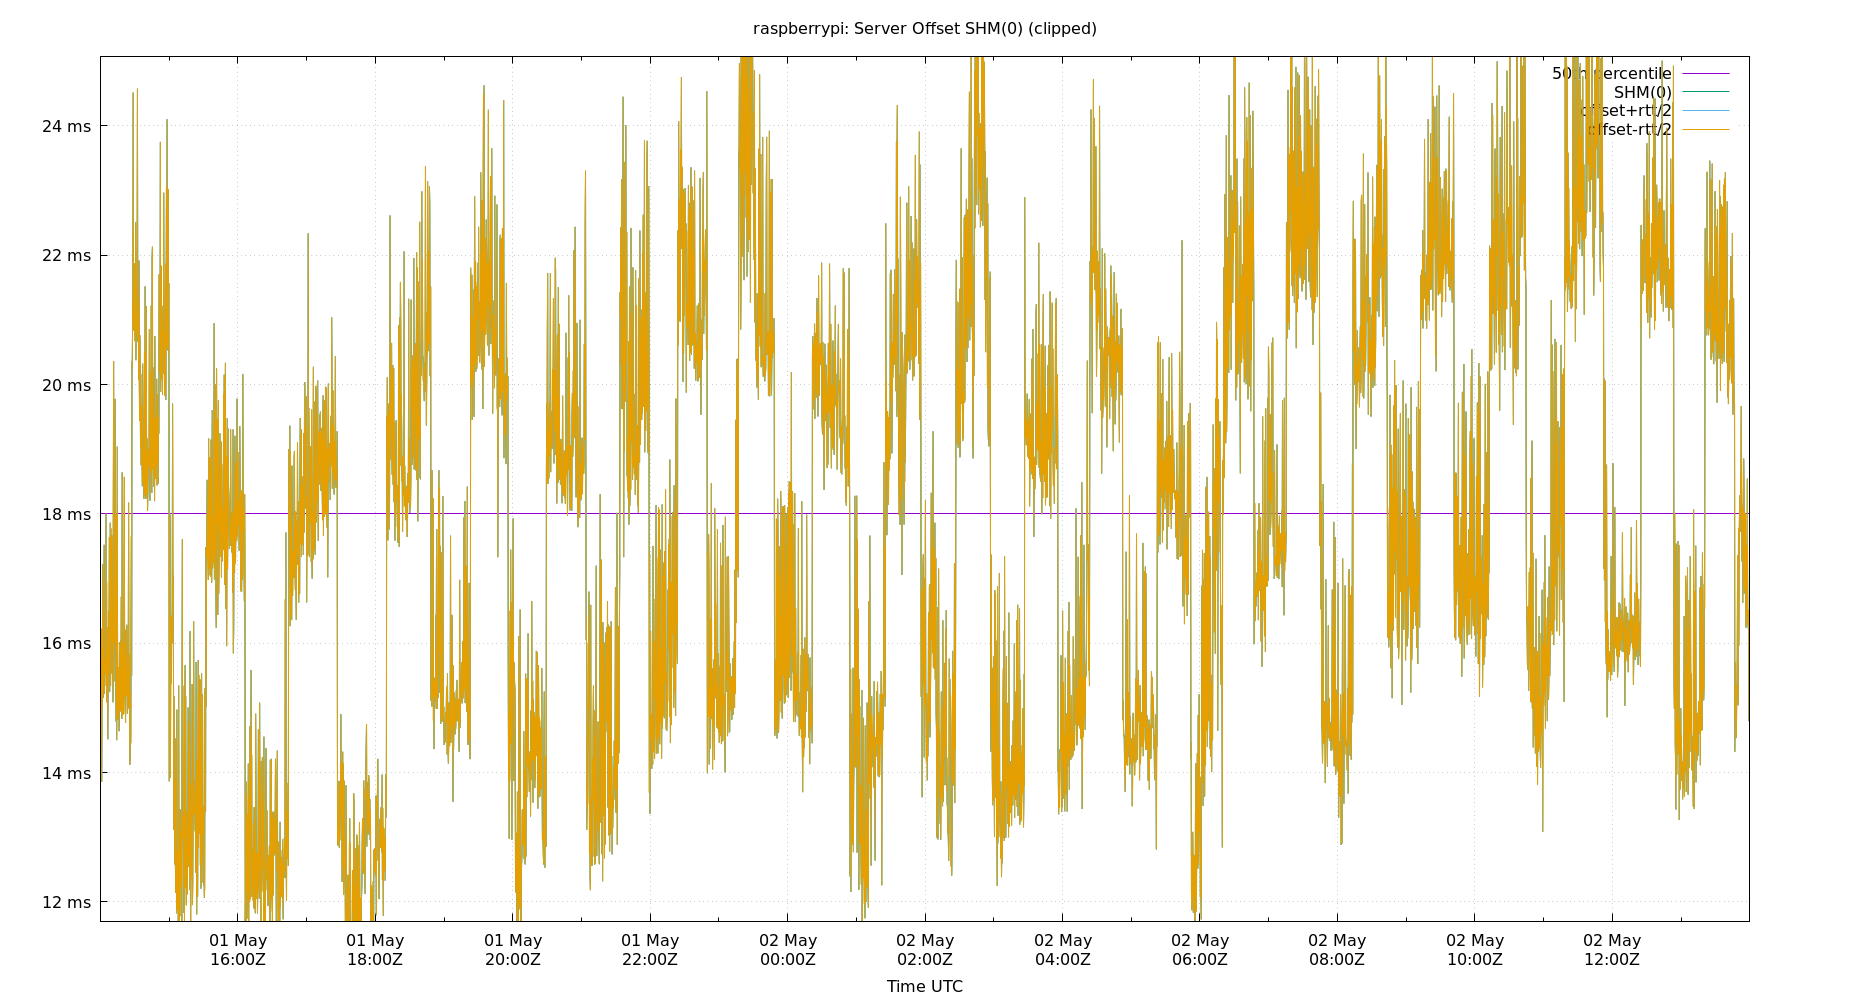 raspberrypi: Server Offset SHM(0) (clipped)
50th percentile
SHM(0)
offset+rtt/2
offset-rtt/2
24 ms
22 ms
20 ms
18 ms
16 ms
14 ms
12 ms
01 May 01 May 01 May 01 May 02 May 02 May 02 May 02 May 02 May 02 May 02 May
16:00Z 18:00Z 20:00Z 22:00Z 00:00Z 02:00Z 04:00Z 06:00Z 08:00Z 10:00Z 12:00Z
Time UTC